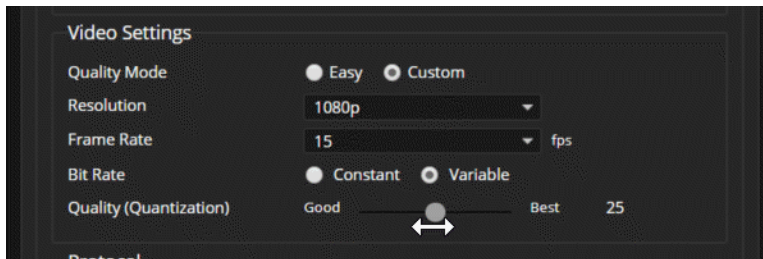 Video Settings
Quality Mode Easy Custom
Resolution 1080p
Frame Rate 15 fps
Bit Rate Constant Variable
Quality (Quantization) Good Best 25